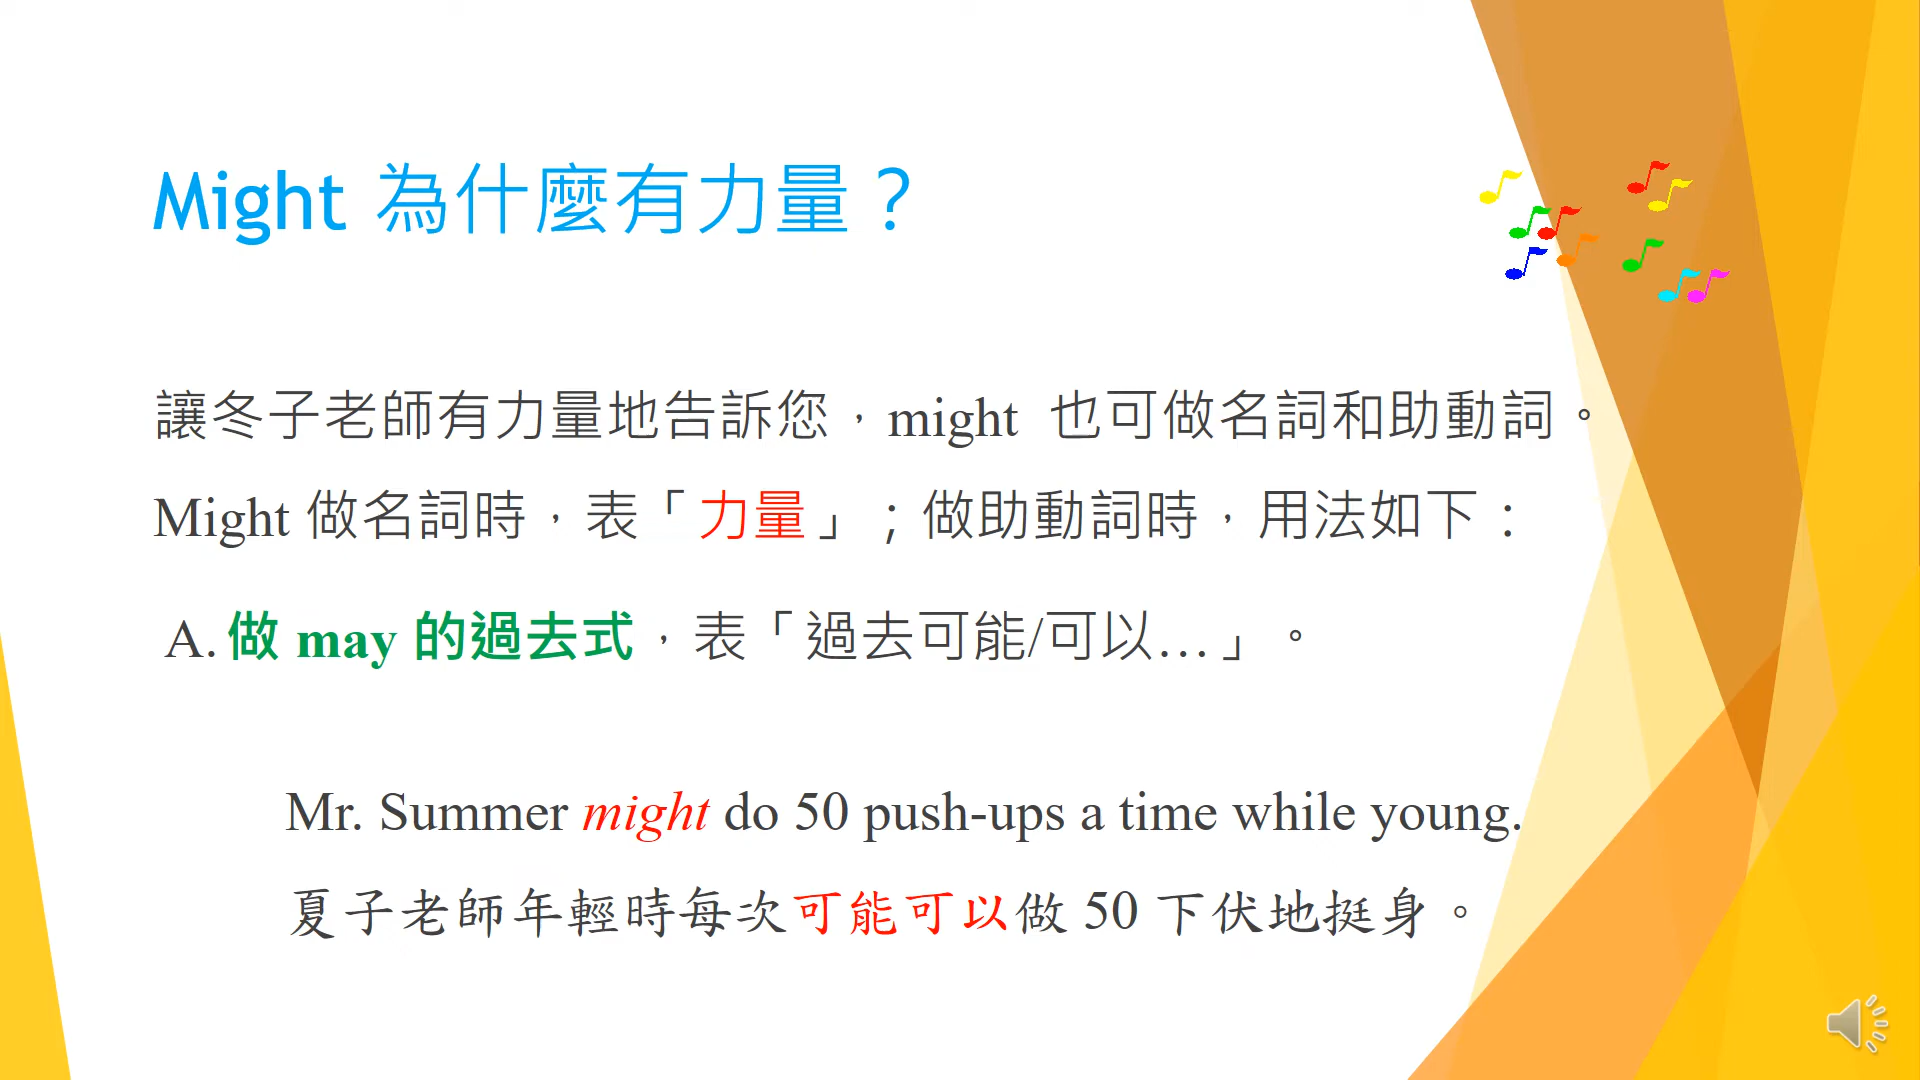 Might 為什麼有力量？
讓冬子老師有力量地告訴您，might 也可做名詞和助動詞。
Might 做名詞時，表「力量」；做助動詞時，用法如下：
A. 做 may 的過去式，表「過去可能/可以…」。
Mr. Summer might do 50 push-ups a time while young.
夏子老師年輕時每次可能可以做 50 下伏地挺身。